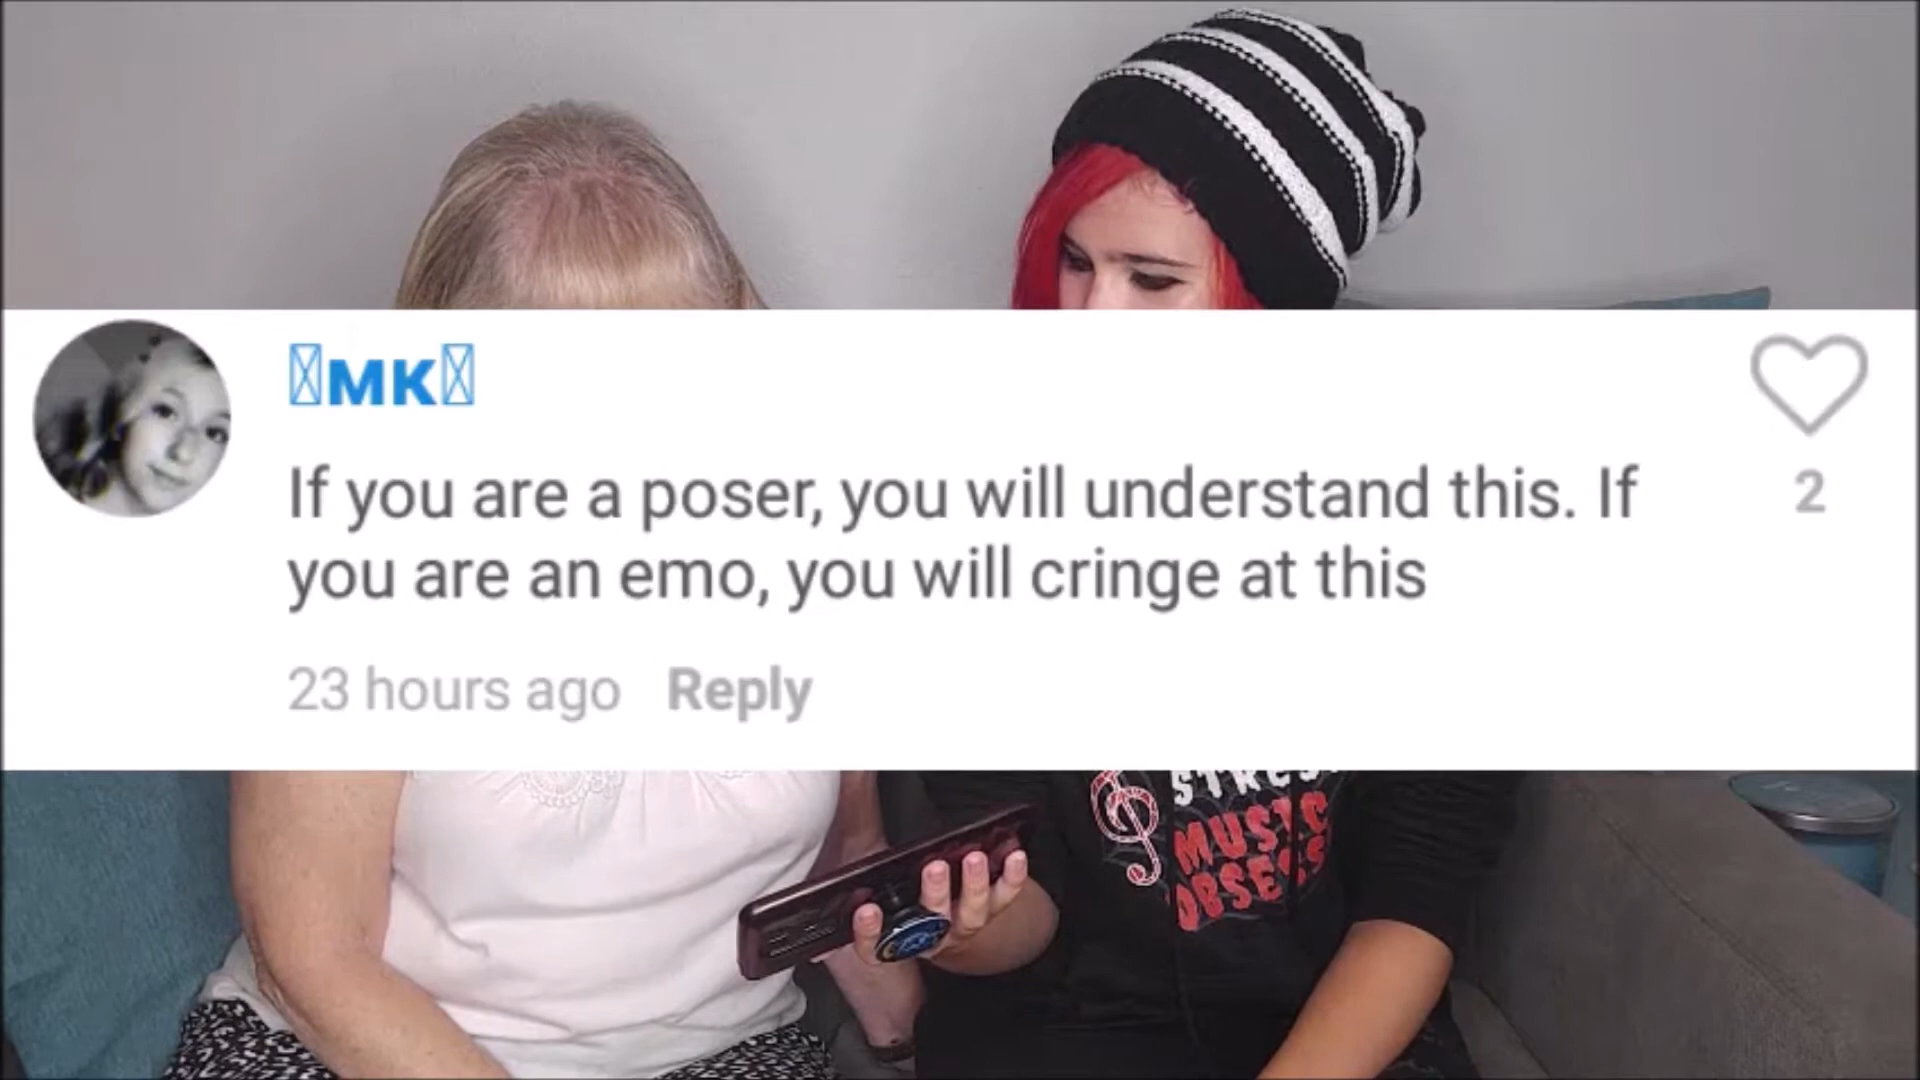 MK
If you are a poser, you will understand this. If
you are an emo, you will cringe at this
23 hours ago Reply
2
MUSIC